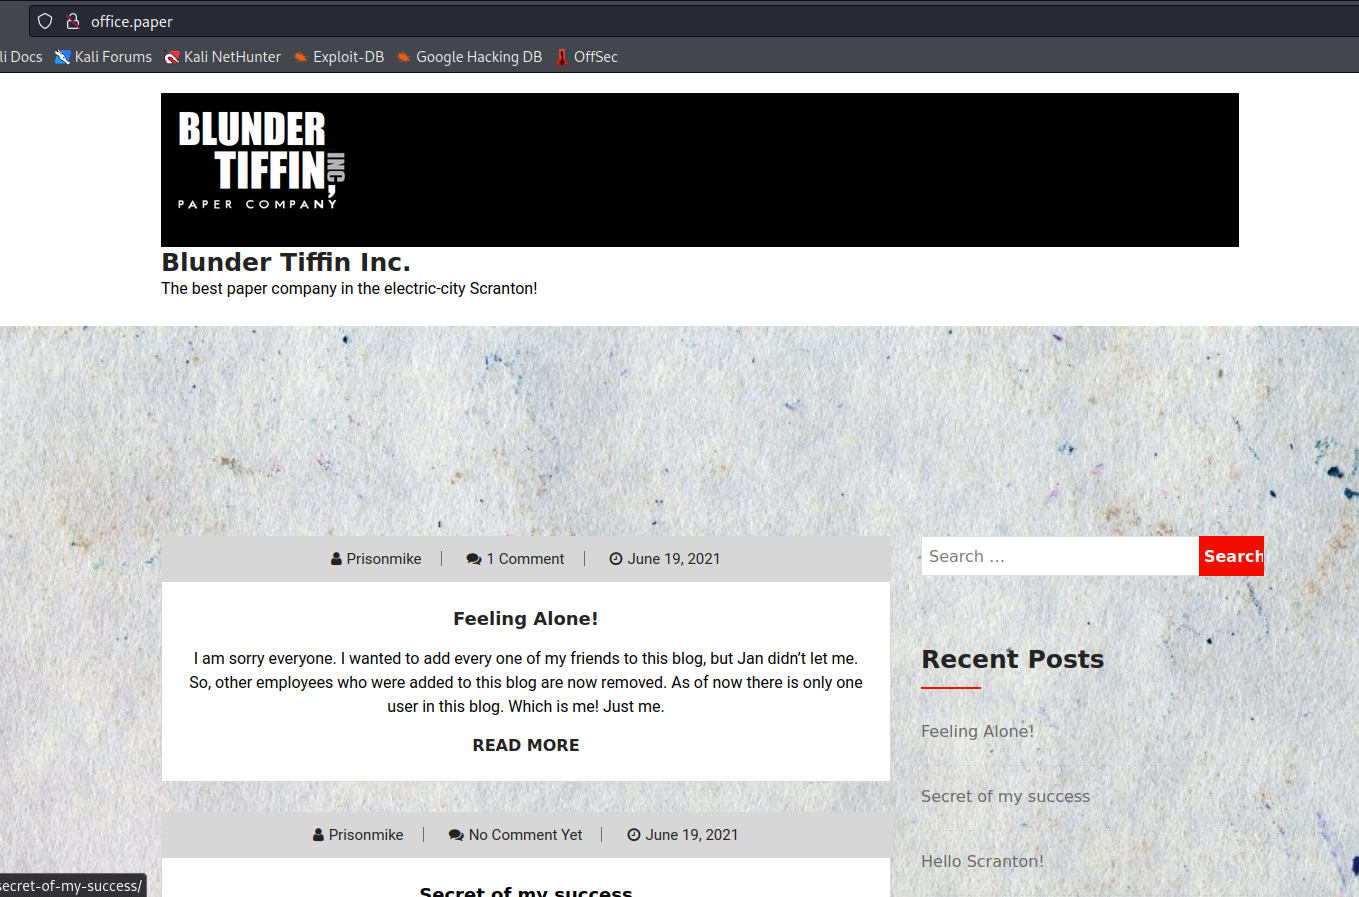 office.paper
li Docs Kali Forums Kali NetHunter Exploit-DB Google Hacking DB OffSec
BLUNDER
TIFFIN, INC
PAPER COMPANY
Blunder Tiffin Inc.
The best paper company in the electric-city Scranton!
Prisonmike 1 Comment June 19, 2021
Feeling Alone!
I am sorry everyone. I wanted to add every one of my friends to this blog, but Jan didn’t let me.
So, other employees who were added to this blog are now removed. As of now there is only one
user in this blog. Which is me! Just me.
READ MORE
Prisonmike No Comment Yet June 19, 2021
Secret of my success
Search … Search
Recent Posts
Feeling Alone!
Secret of my success
Hello Scranton!
secret-of-my-success/